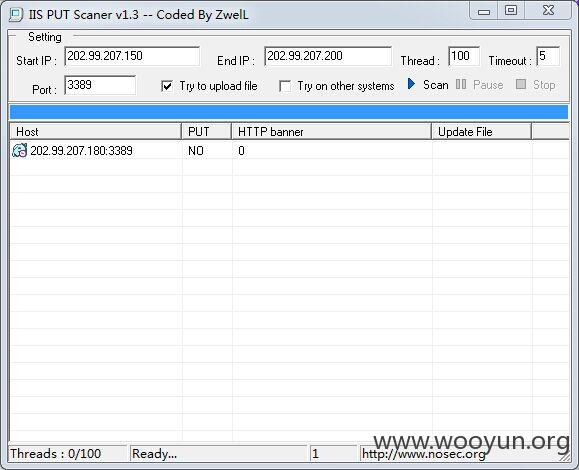 IIS PUT Scaner v1.3 -- Coded By ZwelL
Setting
Start IP : 202.99.207.150 End IP : 202.99.207.200 Thread : 100 Timeout : 5
Port : 3389 Try to upload file Try on other systems Scan Pause Stop
Host PUT HTTP banner Update File
202.99.207.180:3389 NO 0
www.wooyun.org
Threads : 0/100 Ready... 1 http://www.nosec.org